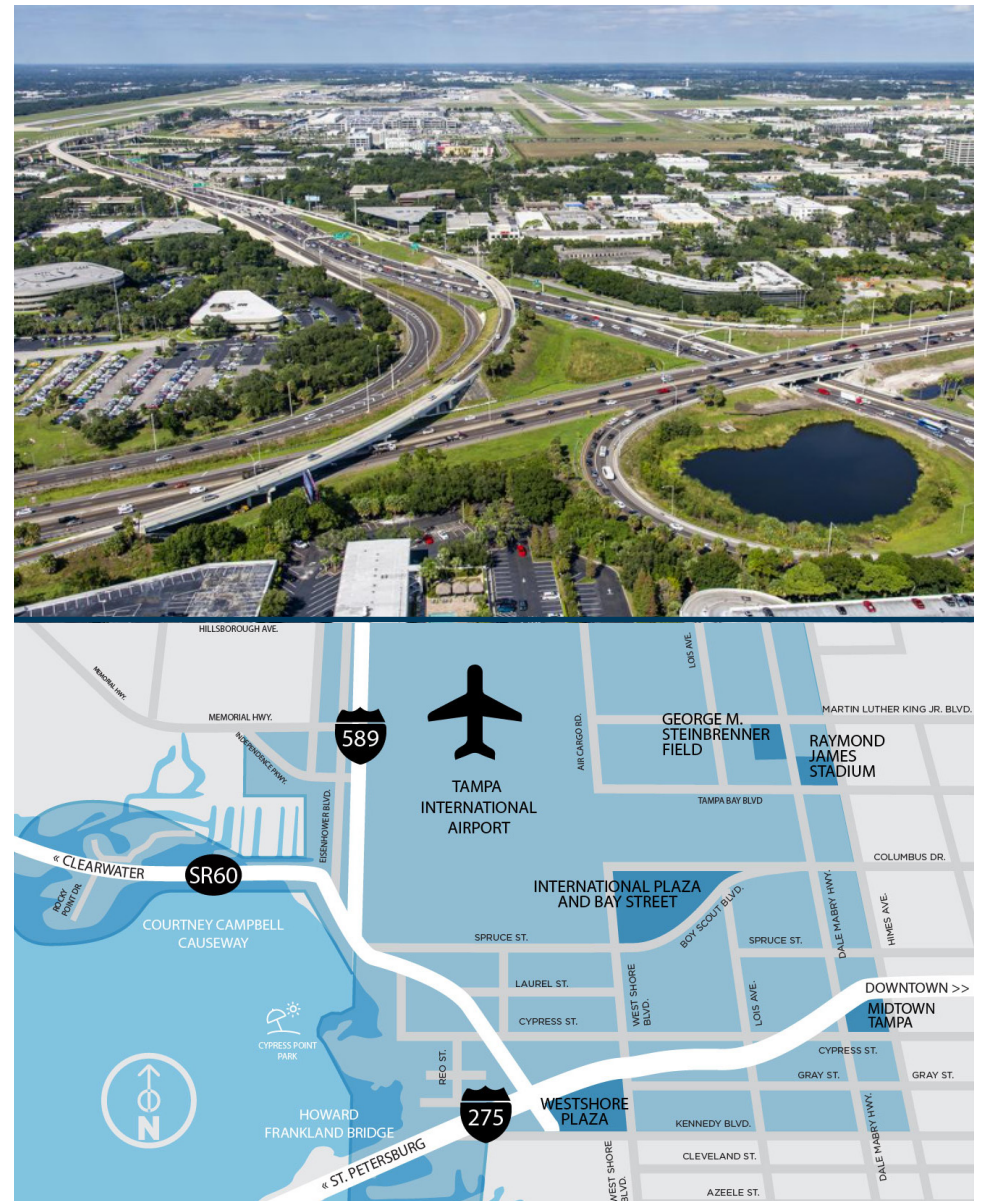 HILLSBOROUGH AVE.
MEMORIAL HWY.
LOIS AVE.
MEMORIAL HWY.
589
INDEPENDENCE PKWY.
EISENHOWER BLVD.
AIR CARGO RD.
TAMPA
INTERNATIONAL
AIRPORT
GEORGE M.
STEINBRENNER
FIELD
MARTIN LUTHER KING JR. BLVD.
RAYMOND
JAMES
STADIUM
TAMPA BAY BLVD
« CLEARWATER
SR60
ROCKY
POINT DR.
COURTNEY CAMPBELL
CAUSEWAY
COLUMBUS DR.
INTERNATIONAL PLAZA
AND BAY STREET
BOY SCOUT BLVD.
DALE MABRY HWY.
HIMES AVE.
SPRUCE ST.
SPRUCE ST.
LAUREL ST.
WEST SHORE
BLVD.
LOIS AVE.
DOWNTOWN >>
MIDTOWN
TAMPA
CYPRESS ST.
CYPRESS POINT
PARK
CYPRESS ST.
REO ST.
GRAY ST.
GRAY ST.
N
HOWARD
FRANKLAND BRIDGE
275
WESTSHORE
PLAZA
KENNEDY BLVD.
DALE MABRY HWY.
« ST. PETERSBURG
WEST SHORE
BLVD.
CLEVELAND ST.
AZEELE ST.